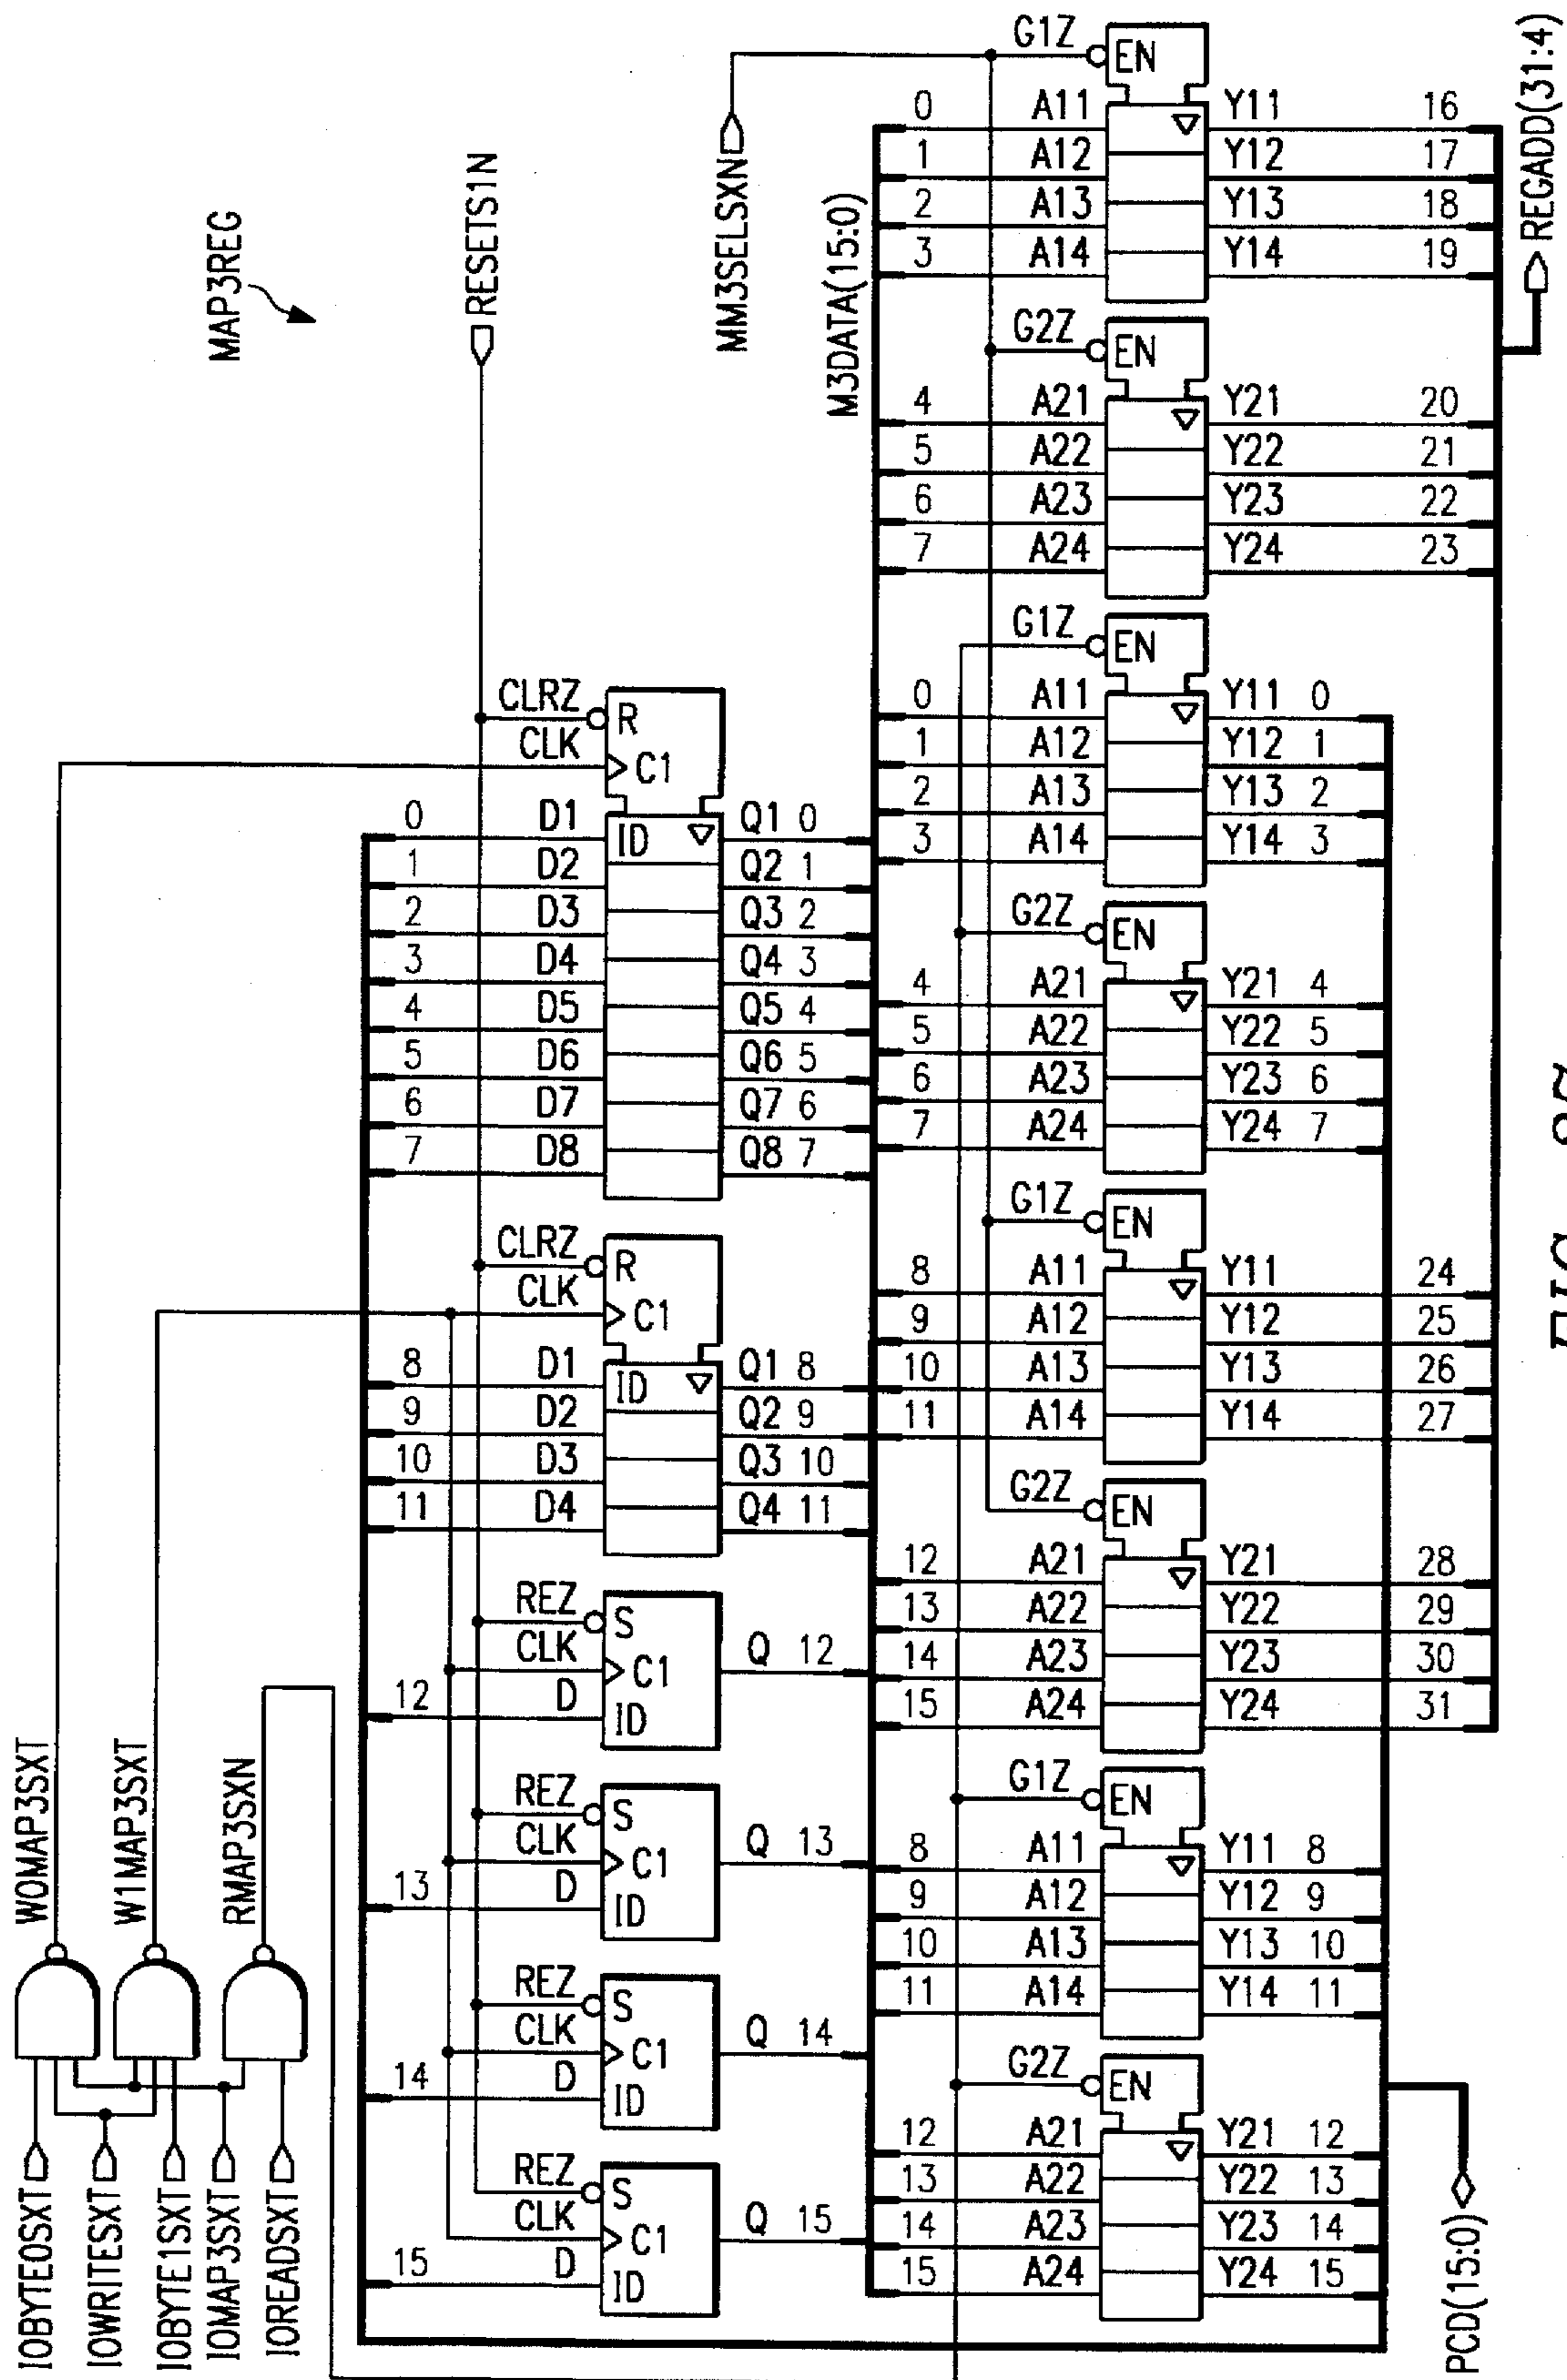 MAP3REG
RESETS1N
MM3SELSXN
M3DATA(15:0)
REGADD(31:4)
PCD(15:0)
W0MAP3SXT
W1MAP3SXT
RMAP3SXN
IOBYTE0SXT
IOWRITESXT
IOBYTE1SXT
IOMAP3SXT
IOREADSXT
CLRZ R
CLK C1
0 D1 ID Q1 0
1 D2 Q2 1
2 D3 Q3 2
3 D4 Q4 3
4 D5 Q5 4
5 D6 Q6 5
6 D7 Q7 6
7 D8 Q8 7
CLRZ R
CLK C1
8 D1 ID Q1 8
9 D2 Q2 9
10 D3 Q3 10
11 D4 Q4 11
REZ S
CLK C1 Q 12
12 D ID
REZ S
CLK C1 Q 13
13 D ID
REZ S
CLK C1 Q 14
14 D ID
REZ S
CLK C1 Q 15
15 D ID
G1Z EN
0 A11 Y11 16
1 A12 Y12 17
2 A13 Y13 18
3 A14 Y14 19
G2Z EN
4 A21 Y21 20
5 A22 Y22 21
6 A23 Y23 22
7 A24 Y24 23
G1Z EN
0 A11 Y11 0
1 A12 Y12 1
2 A13 Y13 2
3 A14 Y14 3
G2Z EN
4 A21 Y21 4
5 A22 Y22 5
6 A23 Y23 6
7 A24 Y24 7
G1Z EN
8 A11 Y11 24
9 A12 Y12 25
10 A13 Y13 26
11 A14 Y14 27
G2Z EN
12 A21 Y21 28
13 A22 Y22 29
14 A23 Y23 30
15 A24 Y24 31
G1Z EN
8 A11 Y11 8
9 A12 Y12 9
10 A13 Y13 10
11 A14 Y14 11
G2Z EN
12 A21 Y21 12
13 A22 Y22 13
14 A23 Y23 14
15 A24 Y24 15